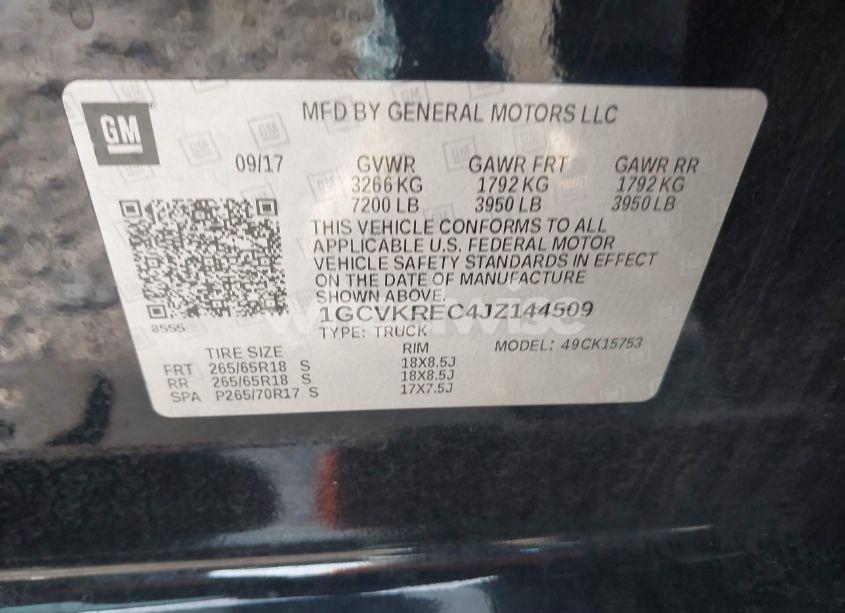 GM
MFD BY GENERAL MOTORS LLC
09/17 GVWR GAWR FRT GAWR RR
3266 KG 1792 KG 1792 KG
7200 LB 3950 LB 3950 LB
THIS VEHICLE CONFORMS TO ALL
APPLICABLE U.S. FEDERAL MOTOR
VEHICLE SAFETY STANDARDS IN EFFECT
ON THE DATE OF MANUFACTURE
SHOWN ABOVE.
8555
1GCVKREC4JZ144509
TYPE: TRUCK
TIRE SIZE RIM MODEL: 49CK15753
FRT 265/65R18 S 18X8.5J
RR 265/65R18 S 18X8.5J
SPA P265/70R17 S 17X7.5J